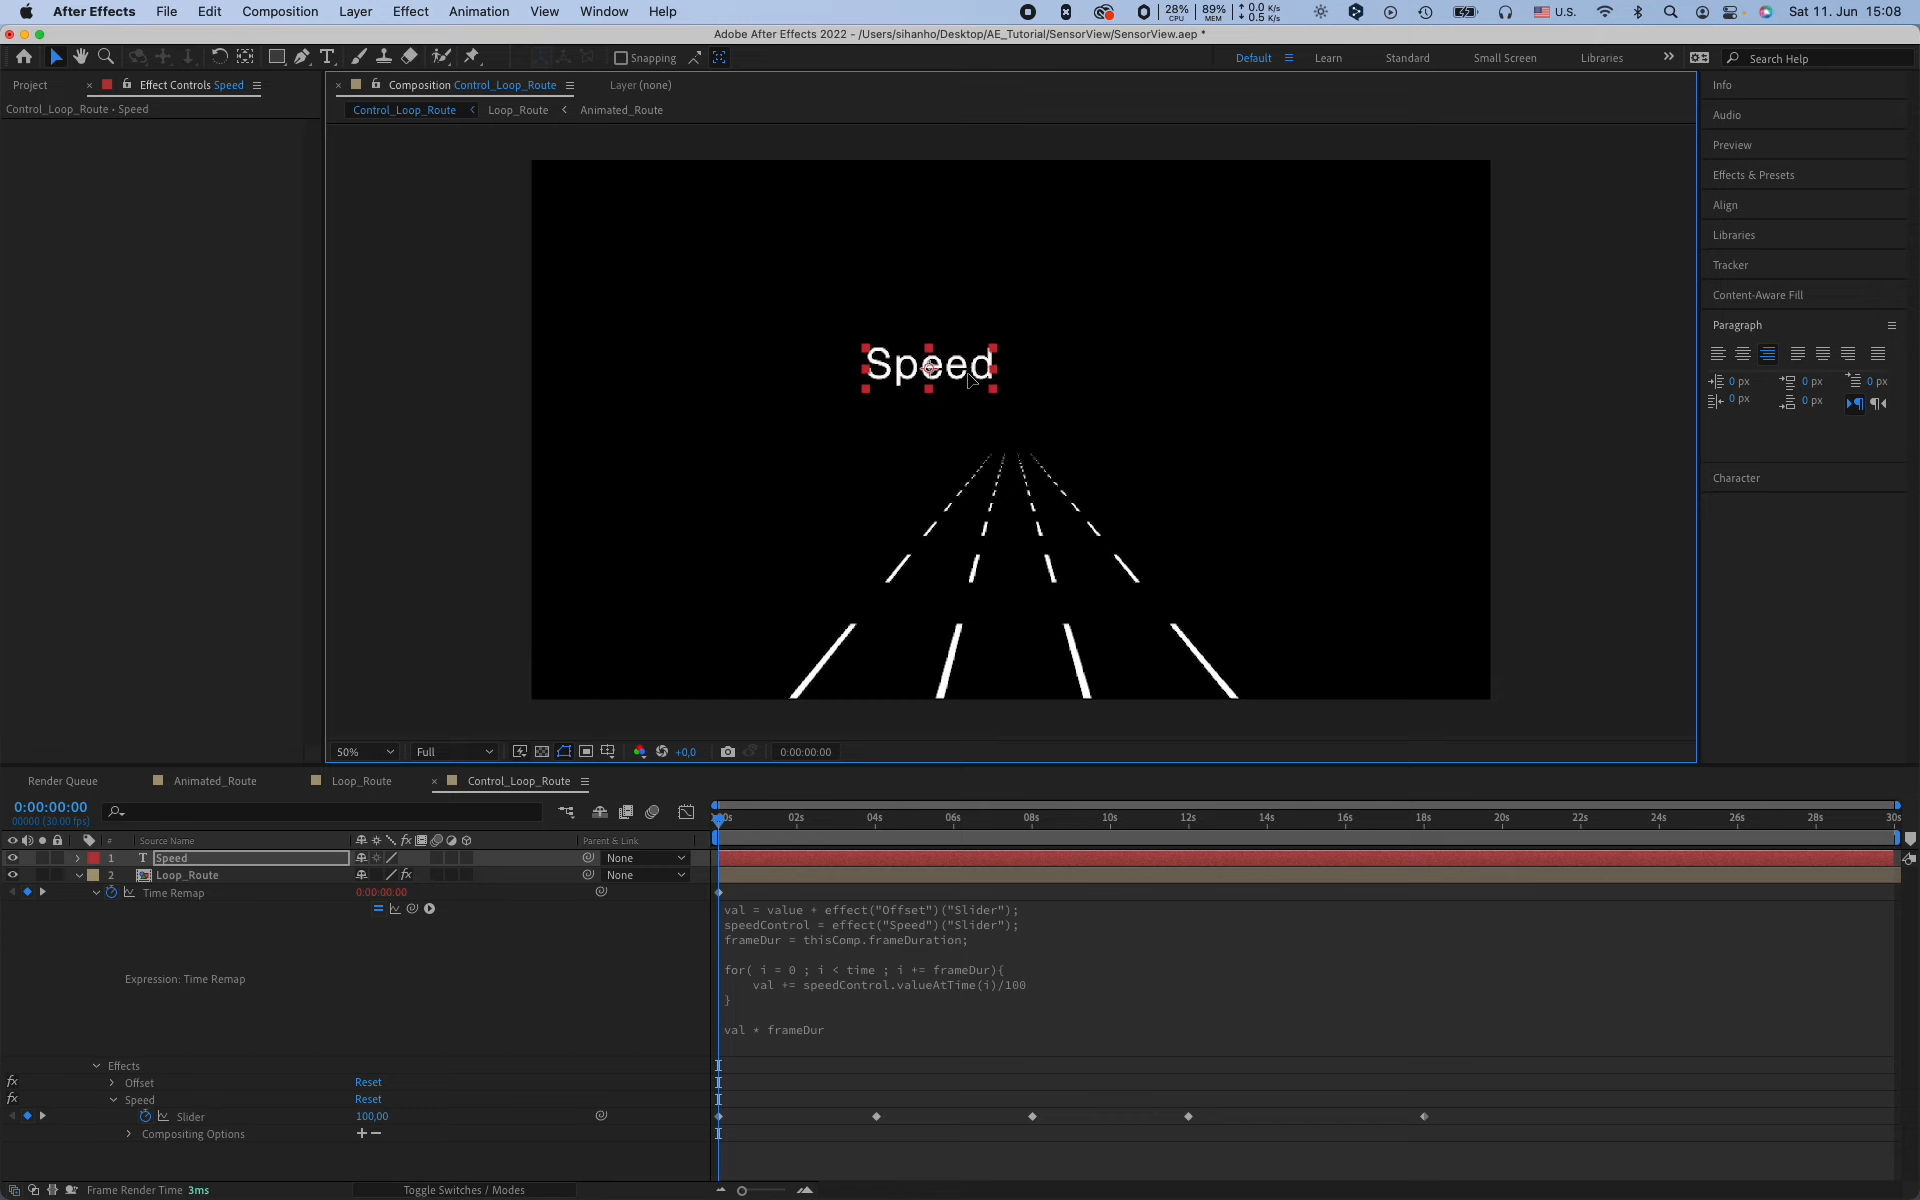 After Effects File Edit Composition Layer Effect Animation View Window Help
28% CPU 89% MEM 0.0 K/s 0.5 K/s U.S. Sat 11. Jun 15:08
Adobe After Effects 2022 - /Users/sihanho/Desktop/AE_Tutorial/SensorView/SensorView.aep *
Snapping Default Learn Standard Small Screen Libraries Search Help
Project Effect Controls Speed Composition Control_Loop_Route Layer (none)
Control_Loop_Route • Speed
Control_Loop_Route Loop_Route Animated_Route
Info
Audio
Preview
Effects & Presets
Align
Libraries
Tracker
Content-Aware Fill
Paragraph
0 px 0 px 0 px
0 px 0 px
Character
Speed
50% Full +0,0 0:00:00:00
Render Queue Animated_Route Loop_Route Control_Loop_Route
0:00:00:00
00000 (30.00 fps)
02s 04s 06s 08s 10s 12s 14s 16s 18s 20s 22s 24s 26s 28s 30s
# Source Name Parent & Link
1 T Speed None
2 Loop_Route None
Time Remap 0:00:00:00
val = value + effect("Offset")("Slider");
speedControl = effect("Speed")("Slider");
frameDur = thisComp.frameDuration;
for( i = 0 ; i < time ; i += frameDur){
val += speedControl.valueAtTime(i)/100
}
val * frameDur
Expression: Time Remap
Effects
fx Offset Reset
fx Speed Reset
Slider 100,00
Compositing Options + −
Frame Render Time 3ms Toggle Switches / Modes